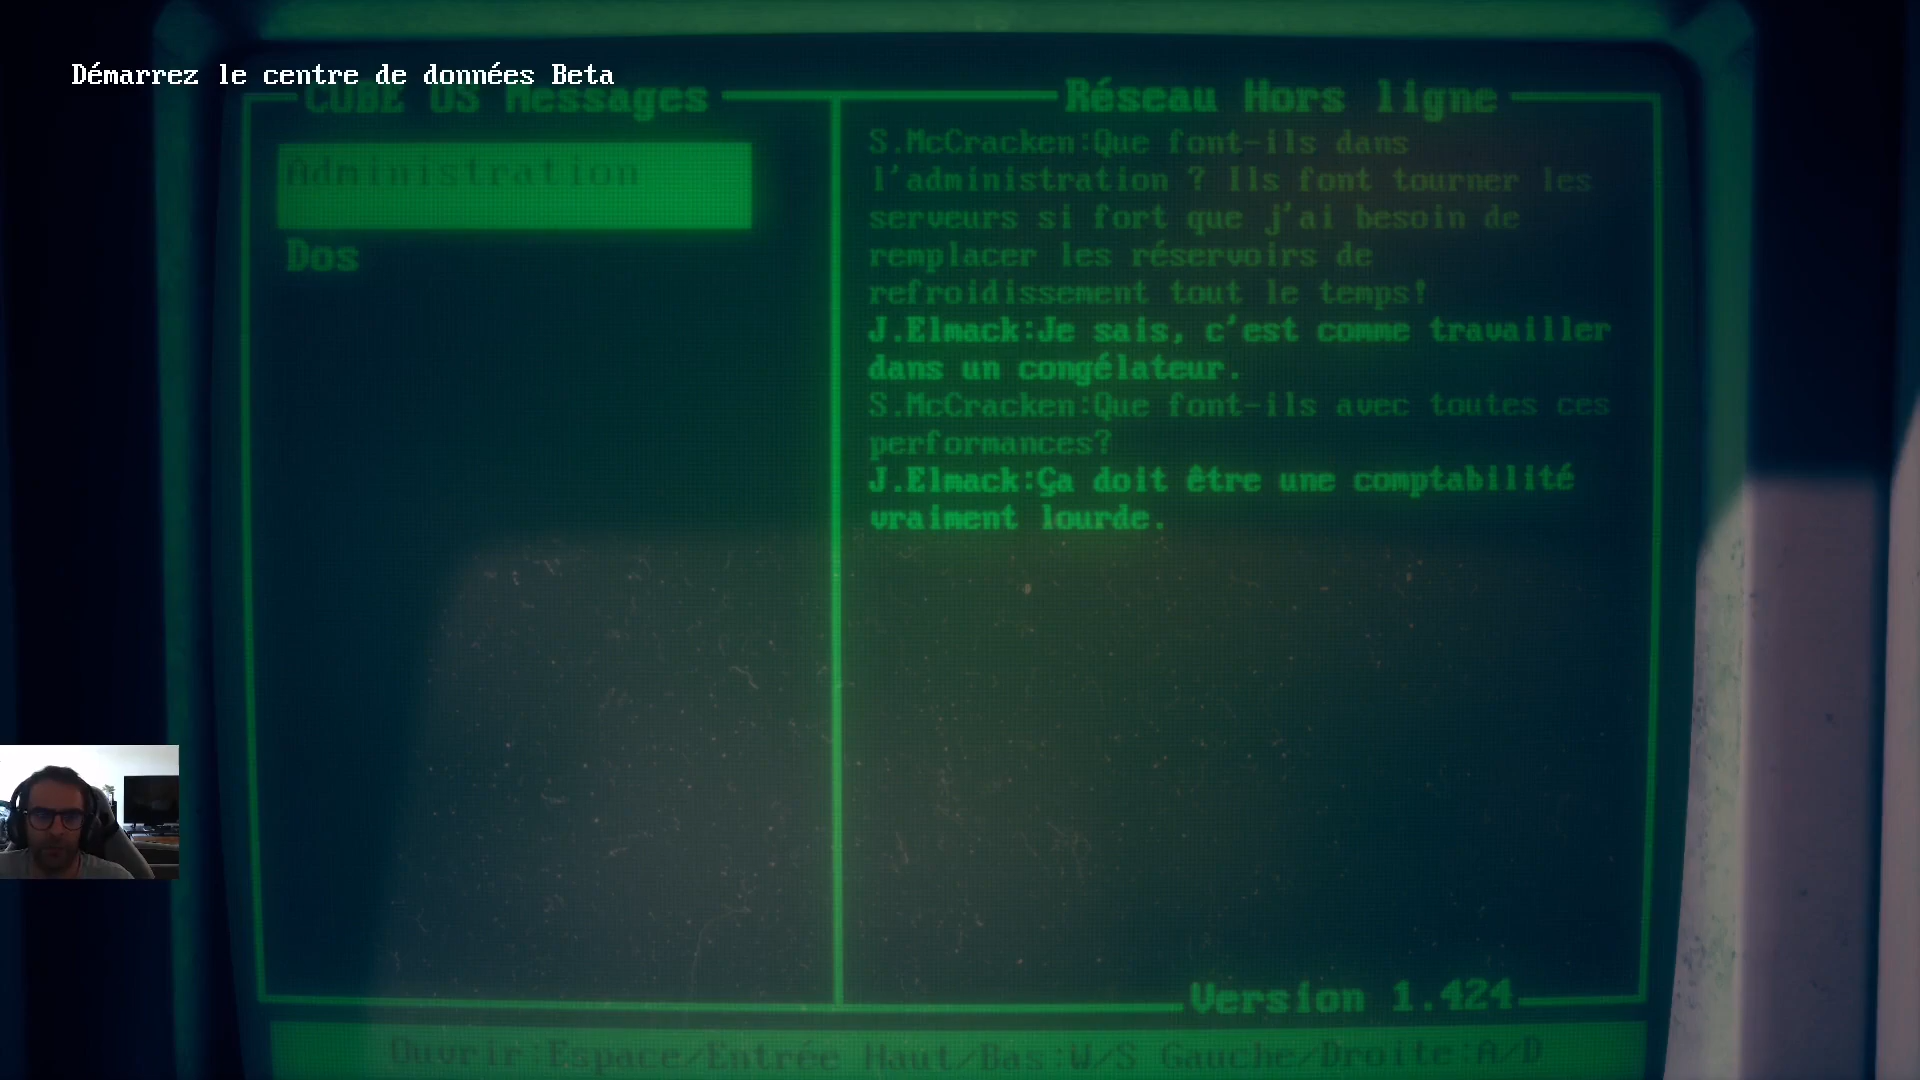 Démarrez le centre de données Beta
CUBE OS Messages
Réseau Hors ligne
Administration
Dos
S.McCracken:Que font-ils dans
l'administration ? Ils font tourner les
serveurs si fort que j'ai besoin de
remplacer les réservoirs de
refroidissement tout le temps!
J.Elmack:Je sais, c'est comme travailler
dans un congélateur.
S.McCracken:Que font-ils avec toutes ces
performances?
J.Elmack:Ça doit être une comptabilité
vraiment lourde.
Version 1.424
Ouvrir:Espace/Entrée Haut/Bas:W/S Gauche/Droite:A/D